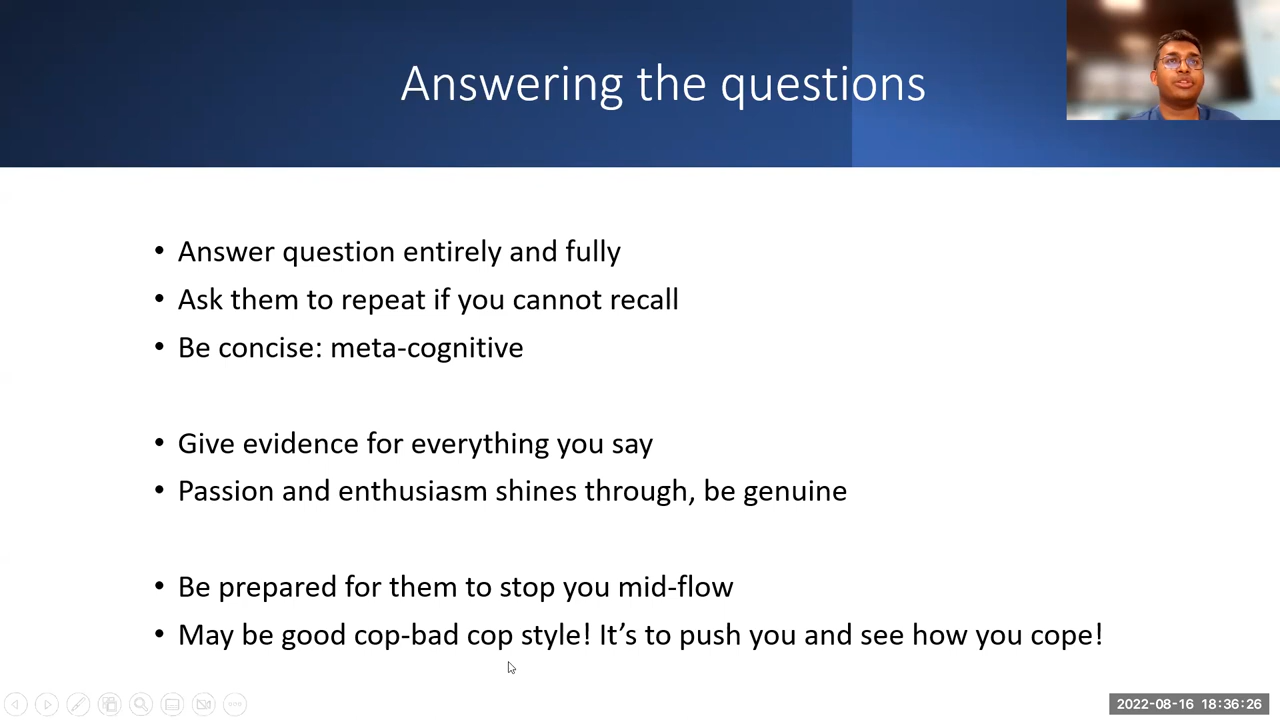 Answering the questions
• Answer question entirely and fully
• Ask them to repeat if you cannot recall
• Be concise: meta-cognitive
• Give evidence for everything you say
• Passion and enthusiasm shines through, be genuine
• Be prepared for them to stop you mid-flow
• May be good cop-bad cop style! It’s to push you and see how you cope!
2022-08-16 18:36:26